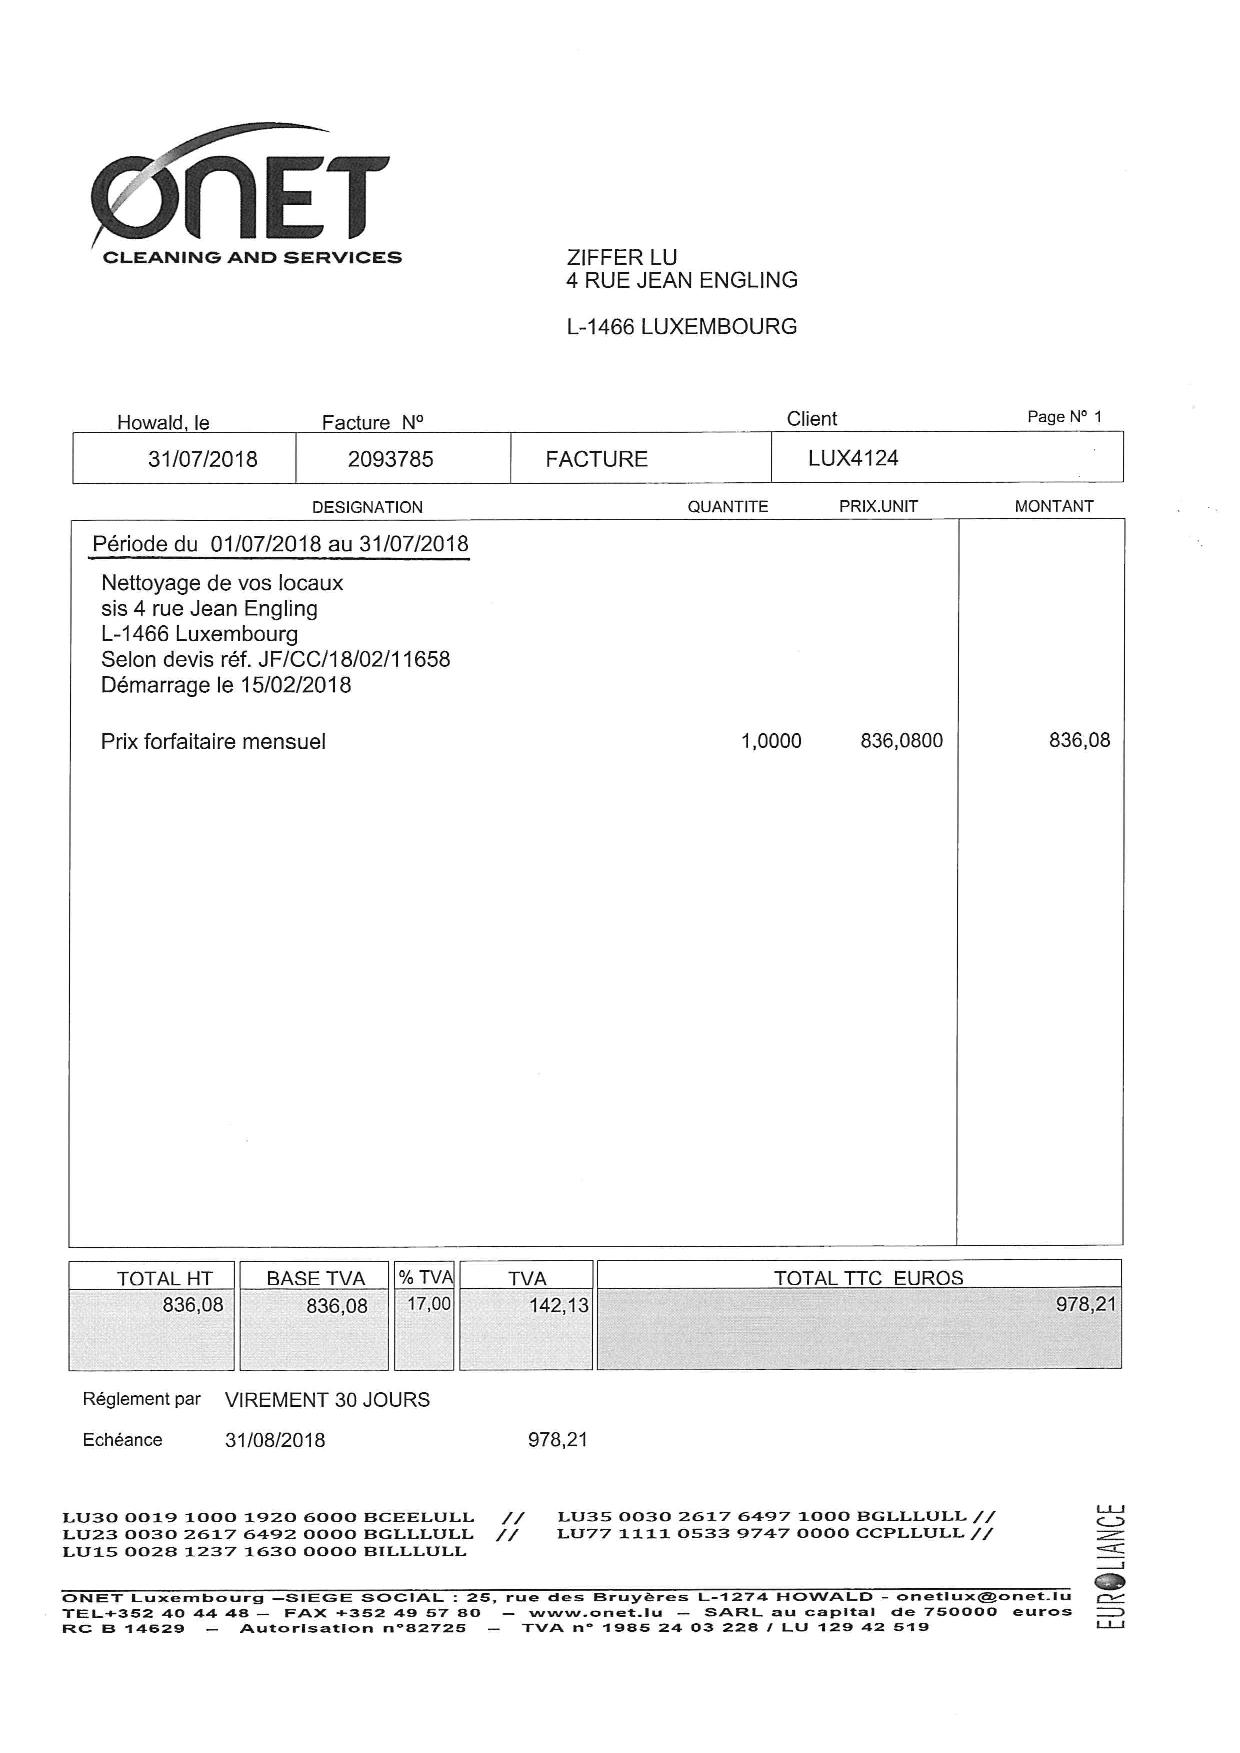 ONET
CLEANING AND SERVICES
ZIFFER LU
4 RUE JEAN ENGLING
L-1466 LUXEMBOURG
Howald, le Facture Nº Client Page Nº 1
31/07/2018 2093785 FACTURE LUX4124
DESIGNATION QUANTITE PRIX.UNIT MONTANT
Période du 01/07/2018 au 31/07/2018
Nettoyage de vos locaux
sis 4 rue Jean Engling
L-1466 Luxembourg
Selon devis réf. JF/CC/18/02/11658
Démarrage le 15/02/2018
Prix forfaitaire mensuel 1,0000 836,0800 836,08
TOTAL HT BASE TVA % TVA TVA TOTAL TTC EUROS
836,08 836,08 17,00 142,13 978,21
Réglement par VIREMENT 30 JOURS
Echéance 31/08/2018 978,21
LU30 0019 1000 1920 6000 BCEELULL // LU35 0030 2617 6497 1000 BGLLLULL //
LU23 0030 2617 6492 0000 BGLLLULL // LU77 1111 0533 9747 0000 CCPLLULL //
LU15 0028 1237 1630 0000 BILLLULL
EUROLIANCE
ONET Luxembourg –SIEGE SOCIAL : 25, rue des Bruyères L-1274 HOWALD - onetlux@onet.lu
TEL+352 40 44 48 – FAX +352 49 57 80 – www.onet.lu – SARL au capital de 750000 euros
RC B 14629 – Autorisation n°82725 – TVA n° 1985 24 03 228 / LU 129 42 519